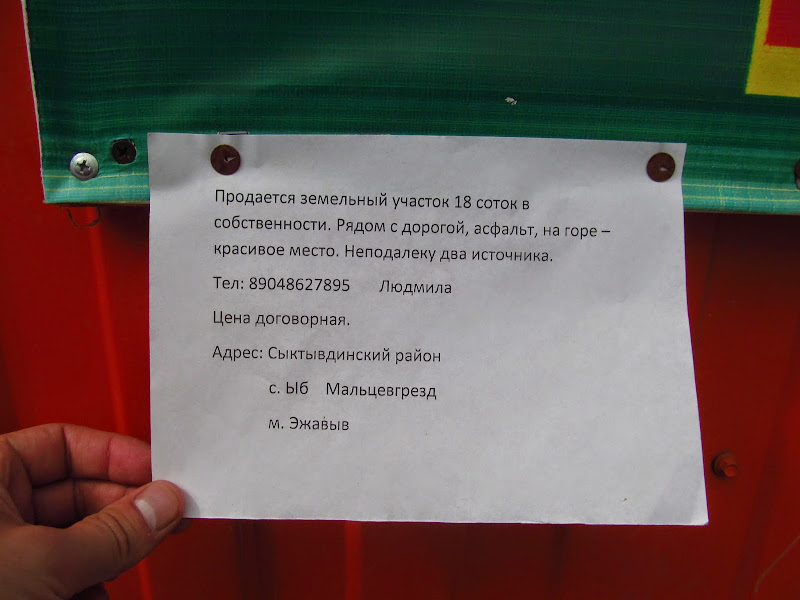 Продается земельный участок 18 соток в
собственности. Рядом с дорогой, асфальт, на горе –
красивое место. Неподалеку два источника.
Тел: 89048627895 Людмила
Цена договорная.
Адрес: Сыктывдинский район
с. Ыб Мальцевгрезд
м. Эжавыв